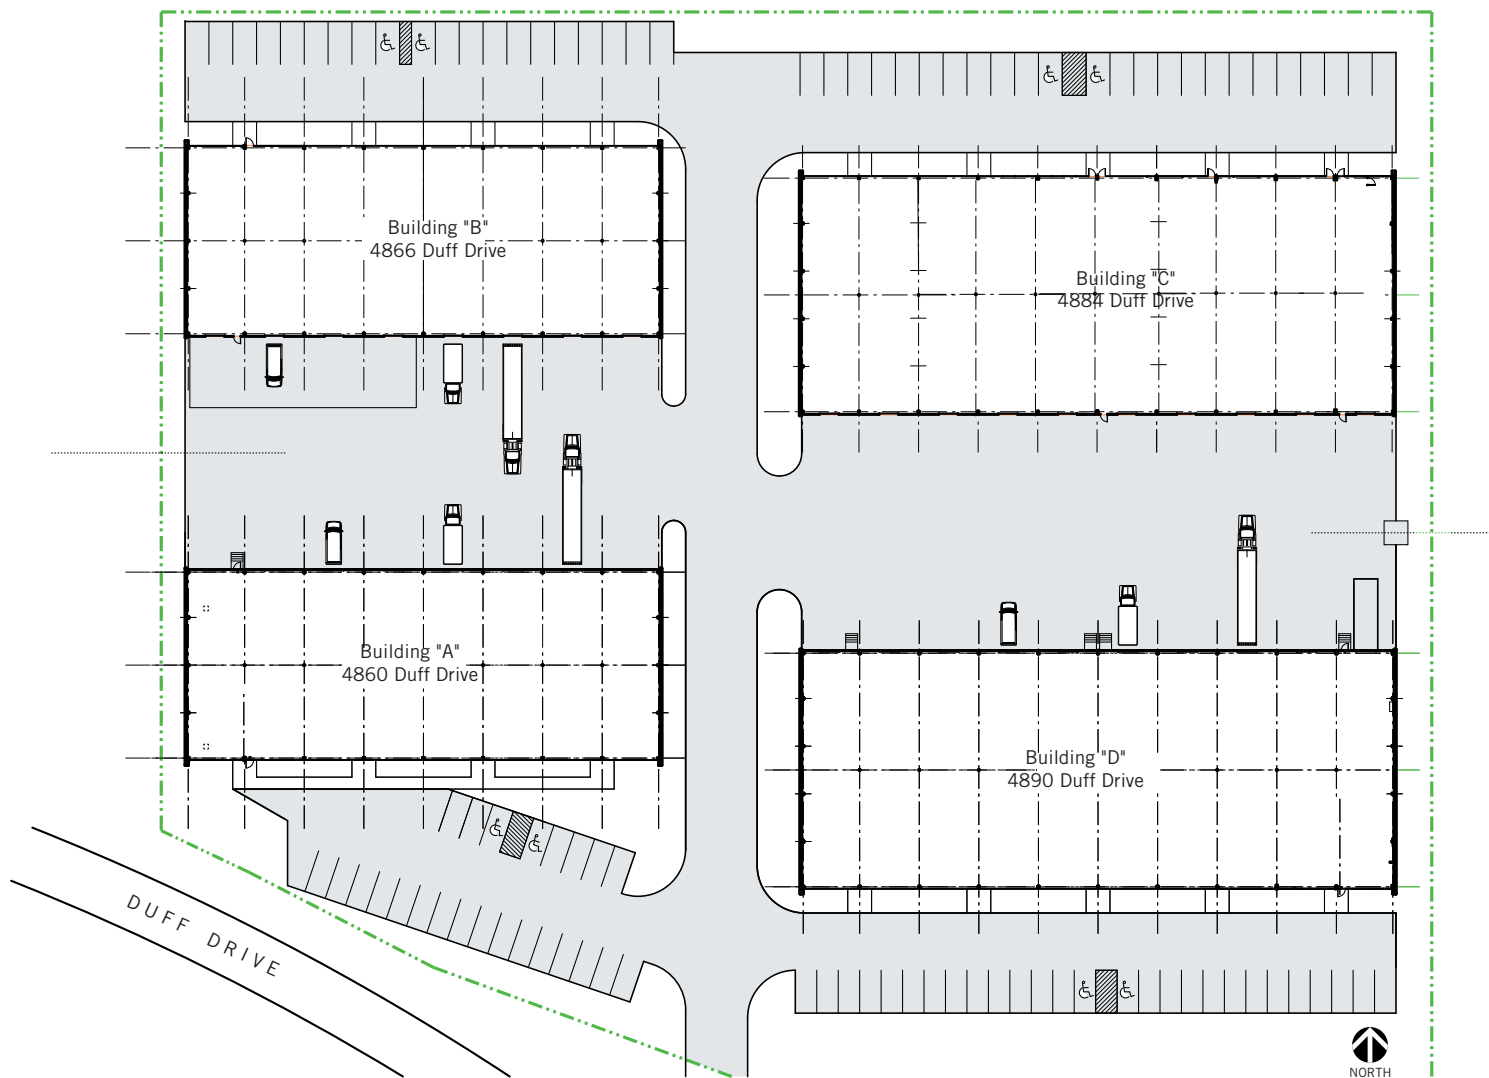 Building "B"
4866 Duff Drive
Building "C"
4884 Duff Drive
Building "A"
4860 Duff Drive
Building "D"
4890 Duff Drive
DUFF DRIVE
NORTH